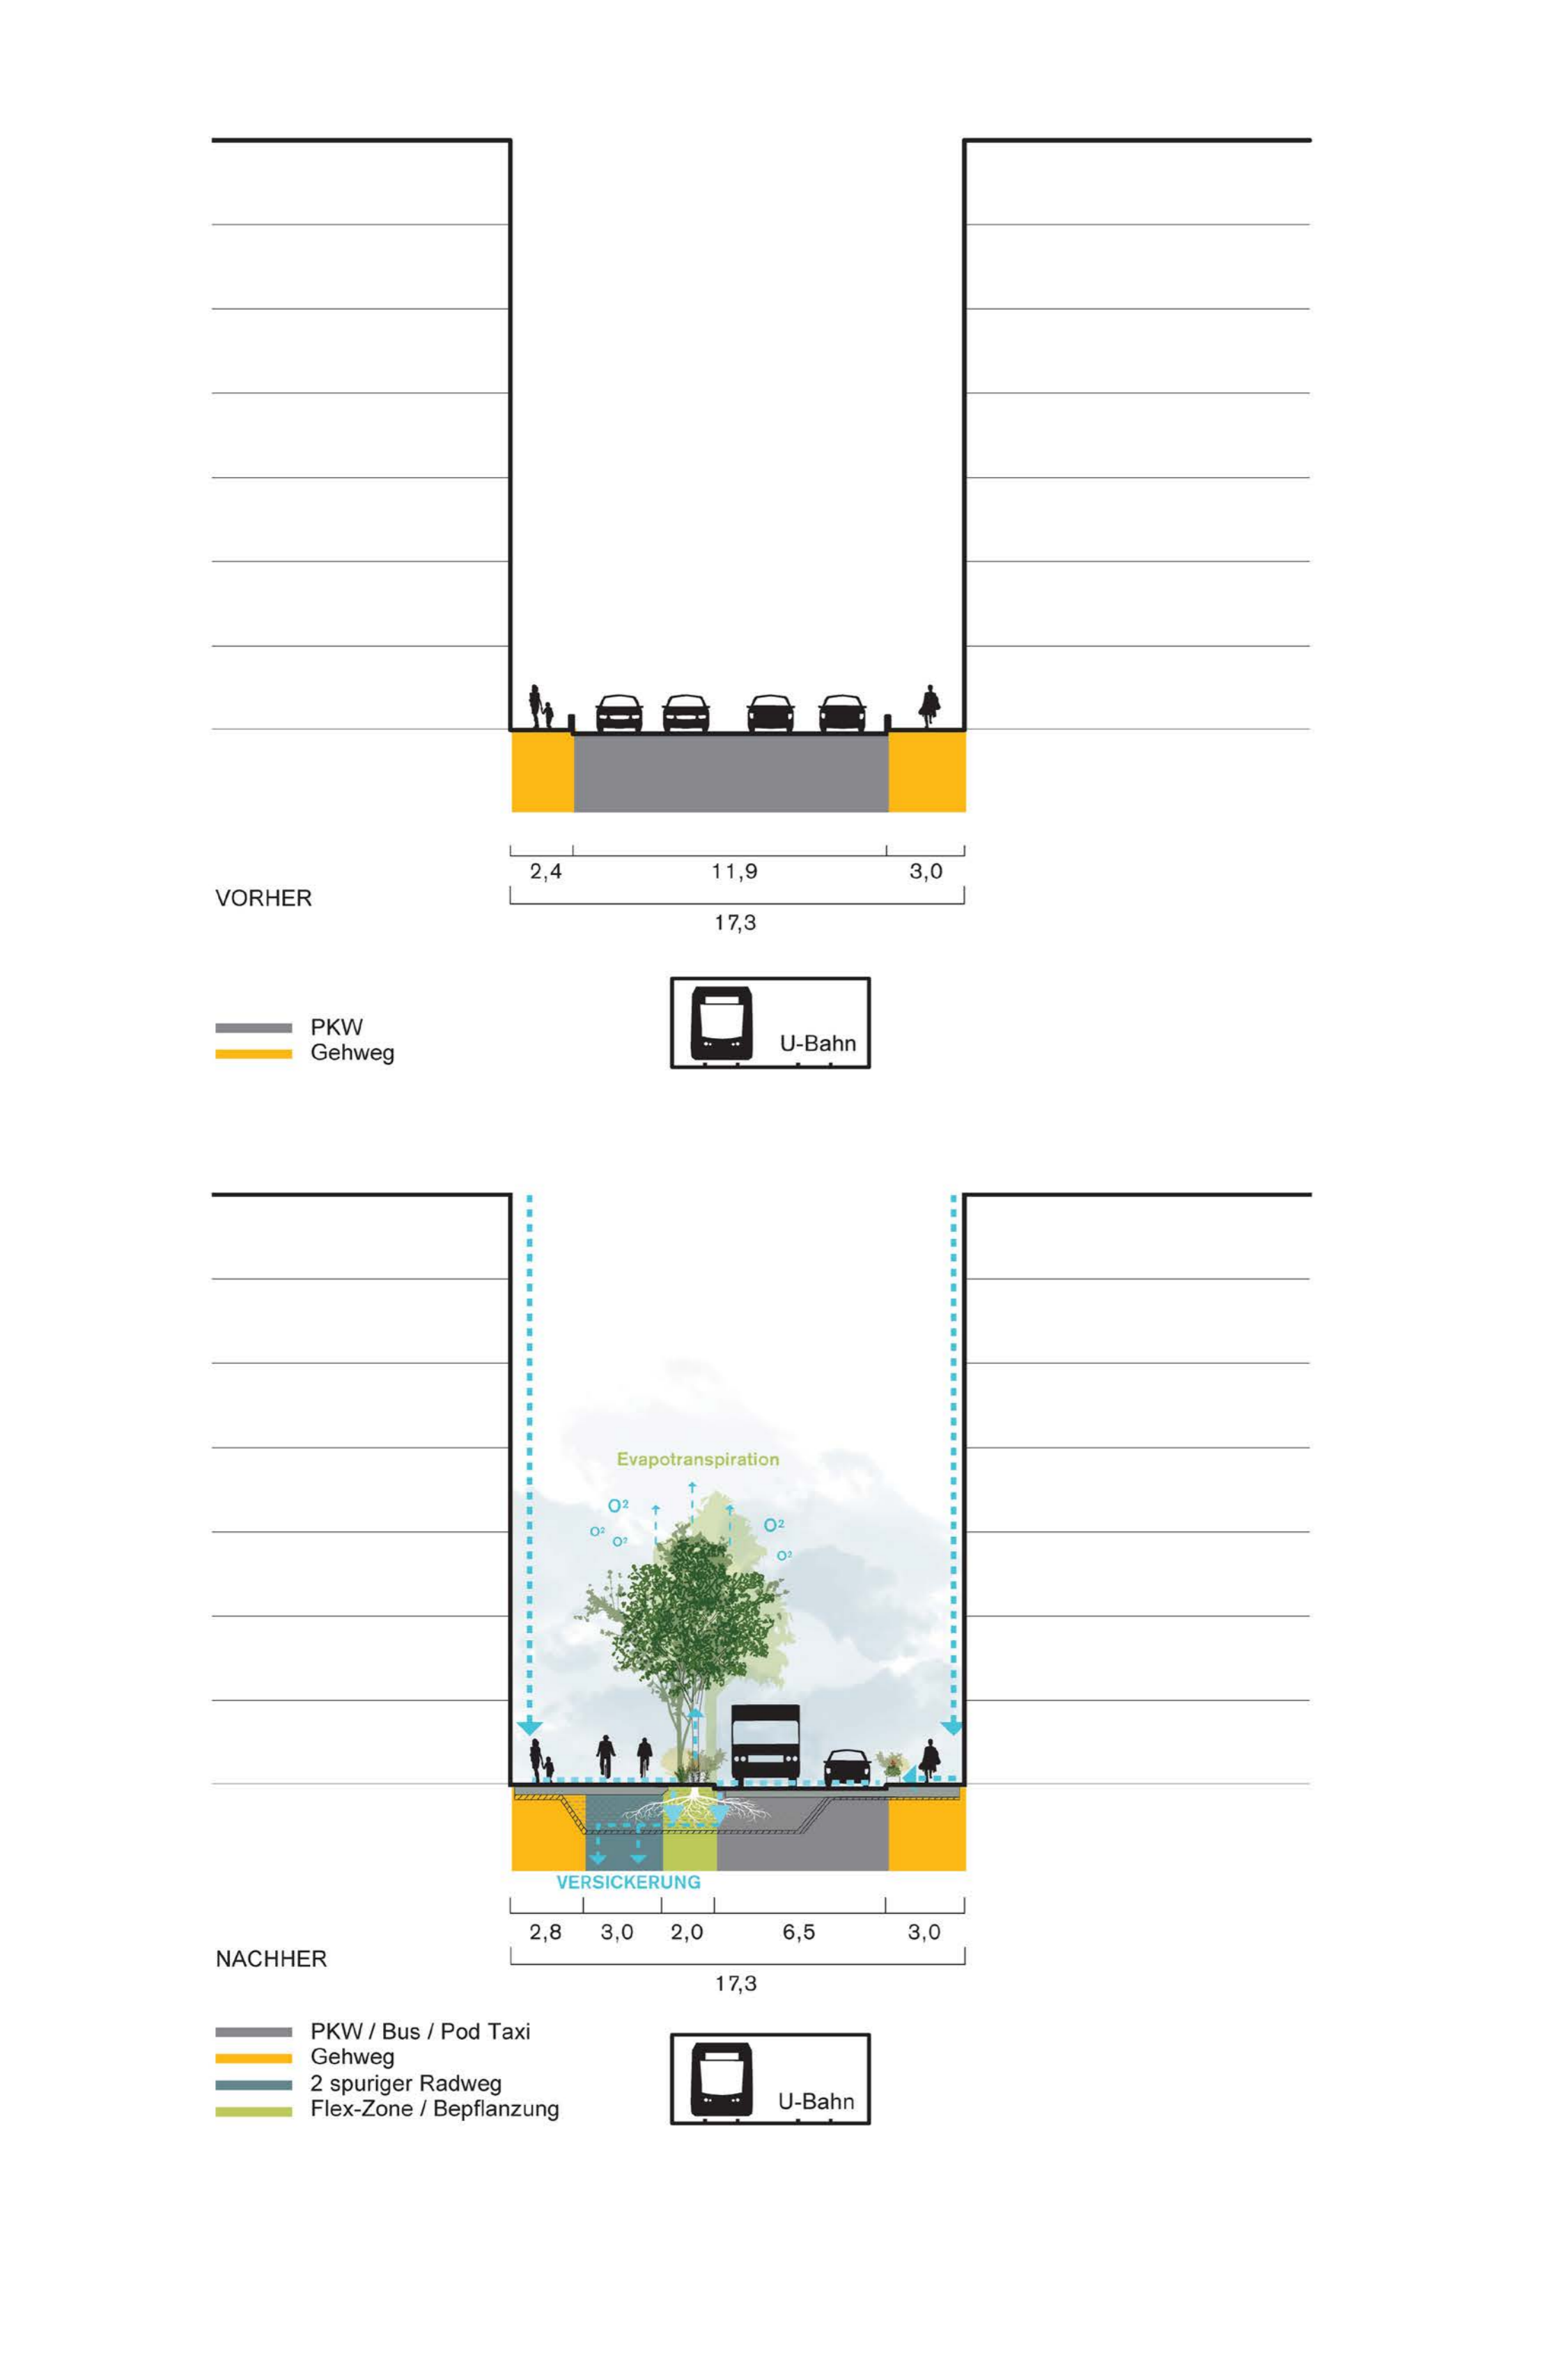 2,4 11,9 3,0
VORHER
17,3
PKW
Gehweg
U-Bahn
Evapotranspiration
O²
O²
O²
O²
O²
VERSICKERUNG
2,8 3,0 2,0 6,5 3,0
NACHHER
17,3
PKW / Bus / Pod Taxi
Gehweg
2 spuriger Radweg
Flex-Zone / Bepflanzung
U-Bahn